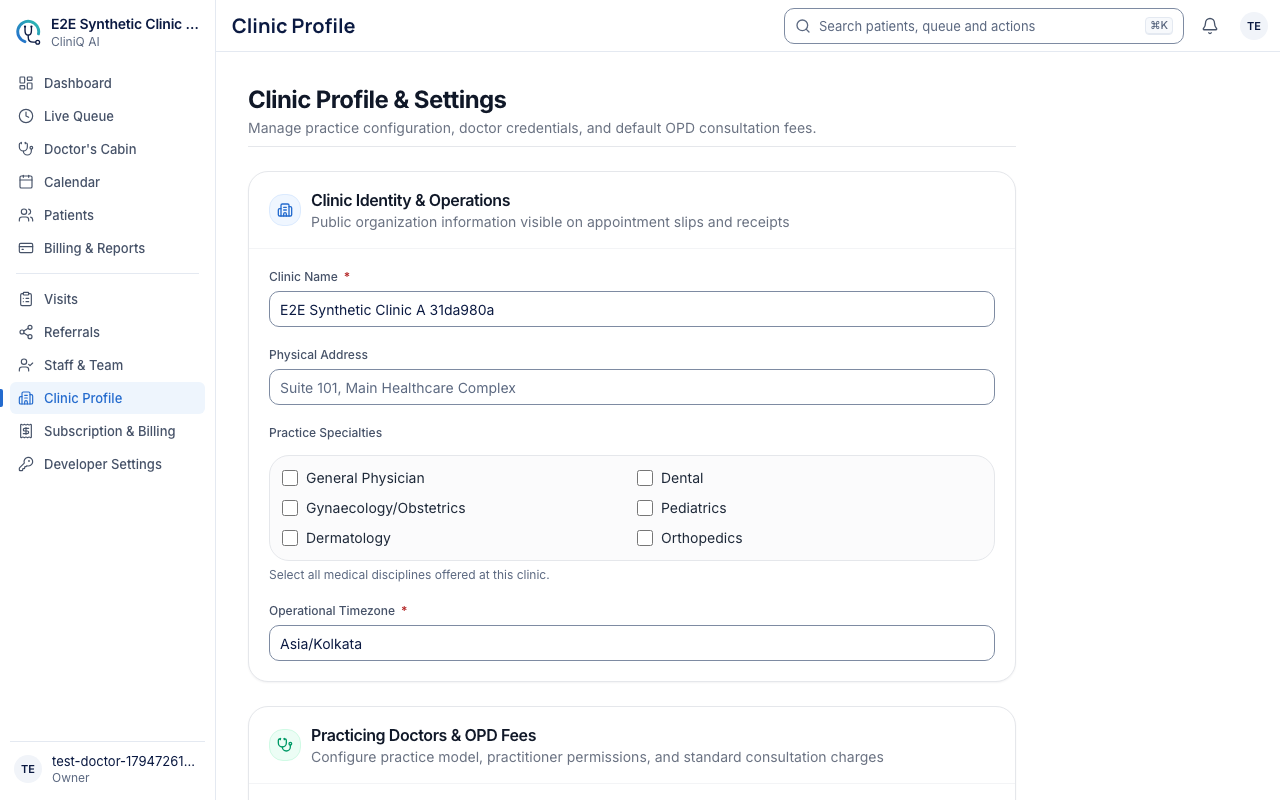 E2E Synthetic Clinic ...
CliniQ AI
Dashboard
Live Queue
Doctor's Cabin
Calendar
Patients
Billing & Reports
Visits
Referrals
Staff & Team
Clinic Profile
Subscription & Billing
Developer Settings
TE
test-doctor-17947261...
Owner
Clinic Profile
Search patients, queue and actions
⌘K
TE
Clinic Profile & Settings
Manage practice configuration, doctor credentials, and default OPD consultation fees.
Clinic Identity & Operations
Public organization information visible on appointment slips and receipts
Clinic Name *
E2E Synthetic Clinic A 31da980a
Physical Address
Suite 101, Main Healthcare Complex
Practice Specialties
General Physician
Dental
Gynaecology/Obstetrics
Pediatrics
Dermatology
Orthopedics
Select all medical disciplines offered at this clinic.
Operational Timezone *
Asia/Kolkata
Practicing Doctors & OPD Fees
Configure practice model, practitioner permissions, and standard consultation charges